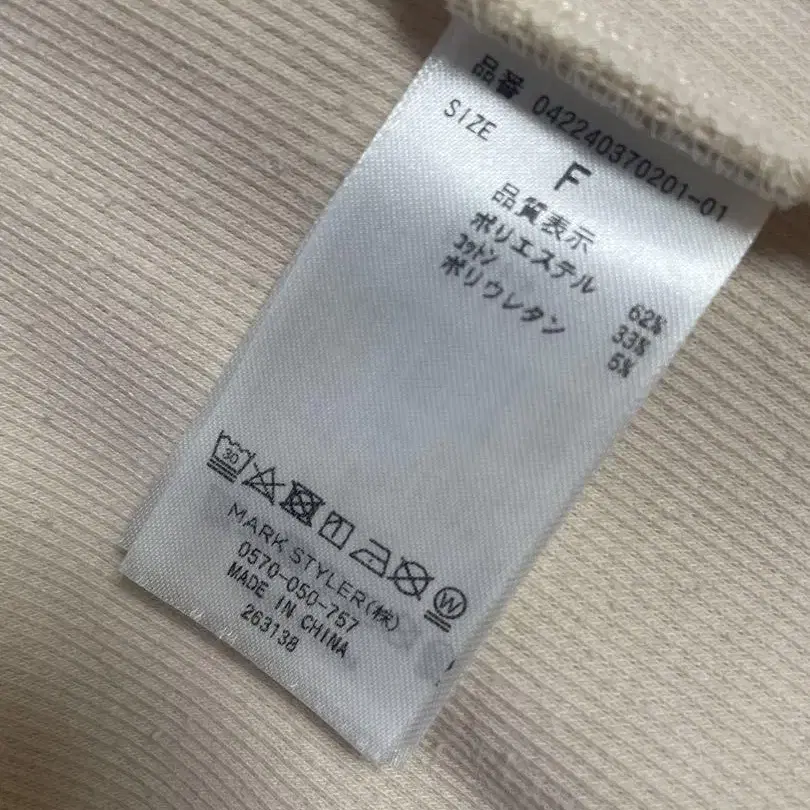 品番 042240370201-01
SIZE F
品質表示
ポリエステル 62%
コットン 33%
ポリウレタン 5%
30
W
MARK STYLER(株)
0570-050-757
MADE IN CHINA
263138